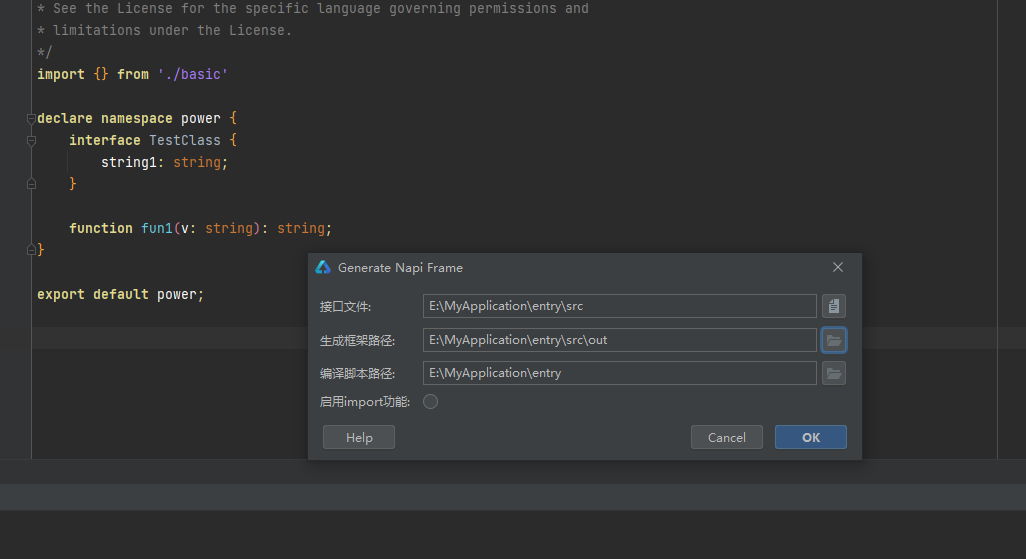 * See the License for the specific language governing permissions and
* limitations under the License.
*/
import {} from './basic'
declare namespace power {
interface TestClass {
string1: string;
}
function fun1(v: string): string;
}
export default power;
Generate Napi Frame
接口文件: E:\MyApplication\entry\src
生成框架路径: E:\MyApplication\entry\src\out
编译脚本路径: E:\MyApplication\entry
启用import功能:
Help Cancel OK